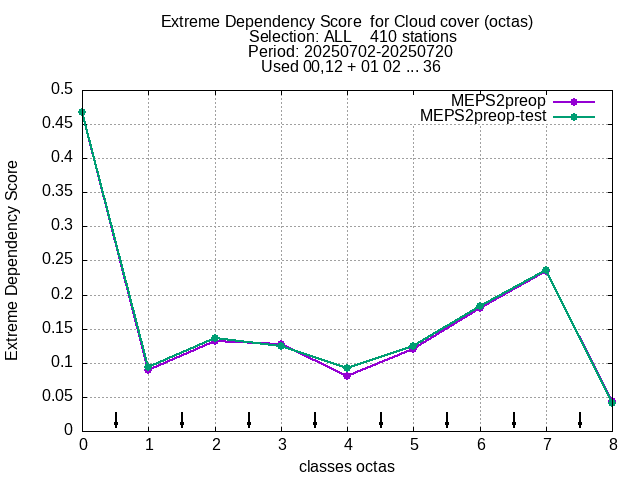 Extreme Dependency Score  for Cloud cover (octas)
Selection: ALL    410 stations
Period: 20250702-20250720
Used 00,12 + 01 02 ... 36
MEPS2preop
MEPS2preop-test
Extreme Dependency Score
0.5
0.45
0.4
0.35
0.3
0.25
0.2
0.15
0.1
0.05
0
0 1 2 3 4 5 6 7 8
classes octas